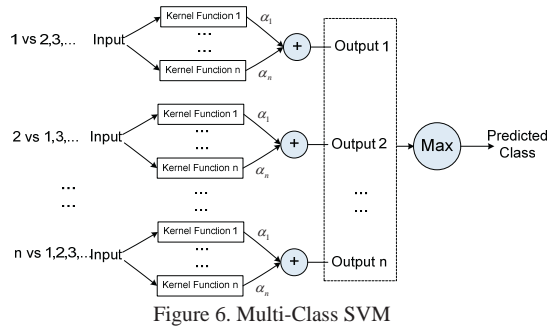 1 vs 2,3,... Input Kernel Function 1 α₁
... ...
Kernel Function n αₙ
+ Output 1
2 vs 1,3,... Input Kernel Function 1 α₁
... ...
Kernel Function n αₙ
+ Output 2
Max
Predicted Class
... ... ...
... ... ...
n vs 1,2,3,... Input Kernel Function 1 α₁
... ...
Kernel Function n αₙ
+ Output n
Figure 6. Multi-Class SVM